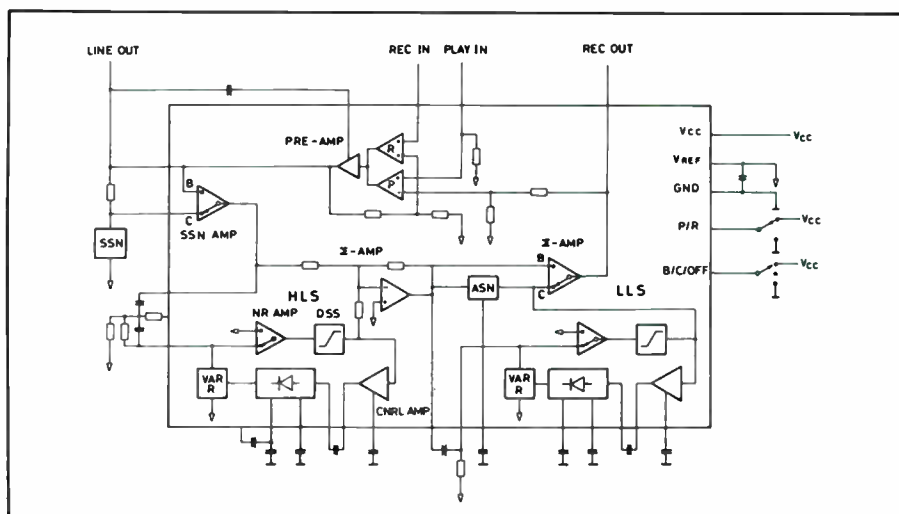 LINE OUT
REC IN
PLAY IN
REC OUT
PRE-AMP
R
P
VCC
VCC
VREF
GND
P/R
VCC
B/C/OFF
VCC
B
C
SSN AMP
SSN
Σ-AMP
Σ-AMP
B
C
ASN
HLS
LLS
NR AMP
DSS
VAR
R
CNRL AMP
VAR
R